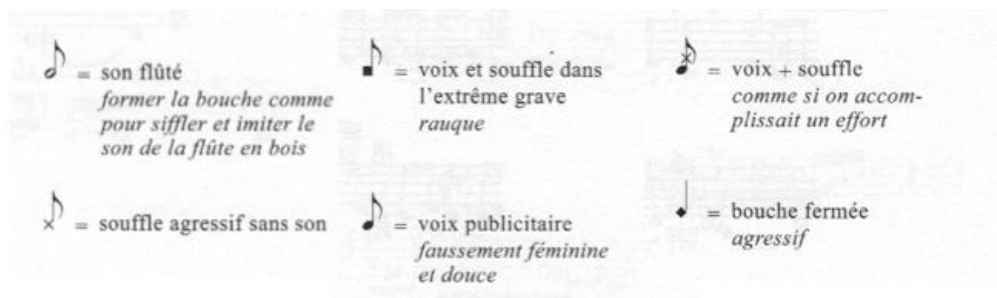 = son flûté
former la bouche comme
pour siffler et imiter le
son de la flûte en bois
= voix et souffle dans
l'extrême grave
rauque
= voix + souffle
comme si on accom-
plissait un effort
= souffle agressif sans son
= voix publicitaire
faussement féminine
et douce
= bouche fermée
agressif